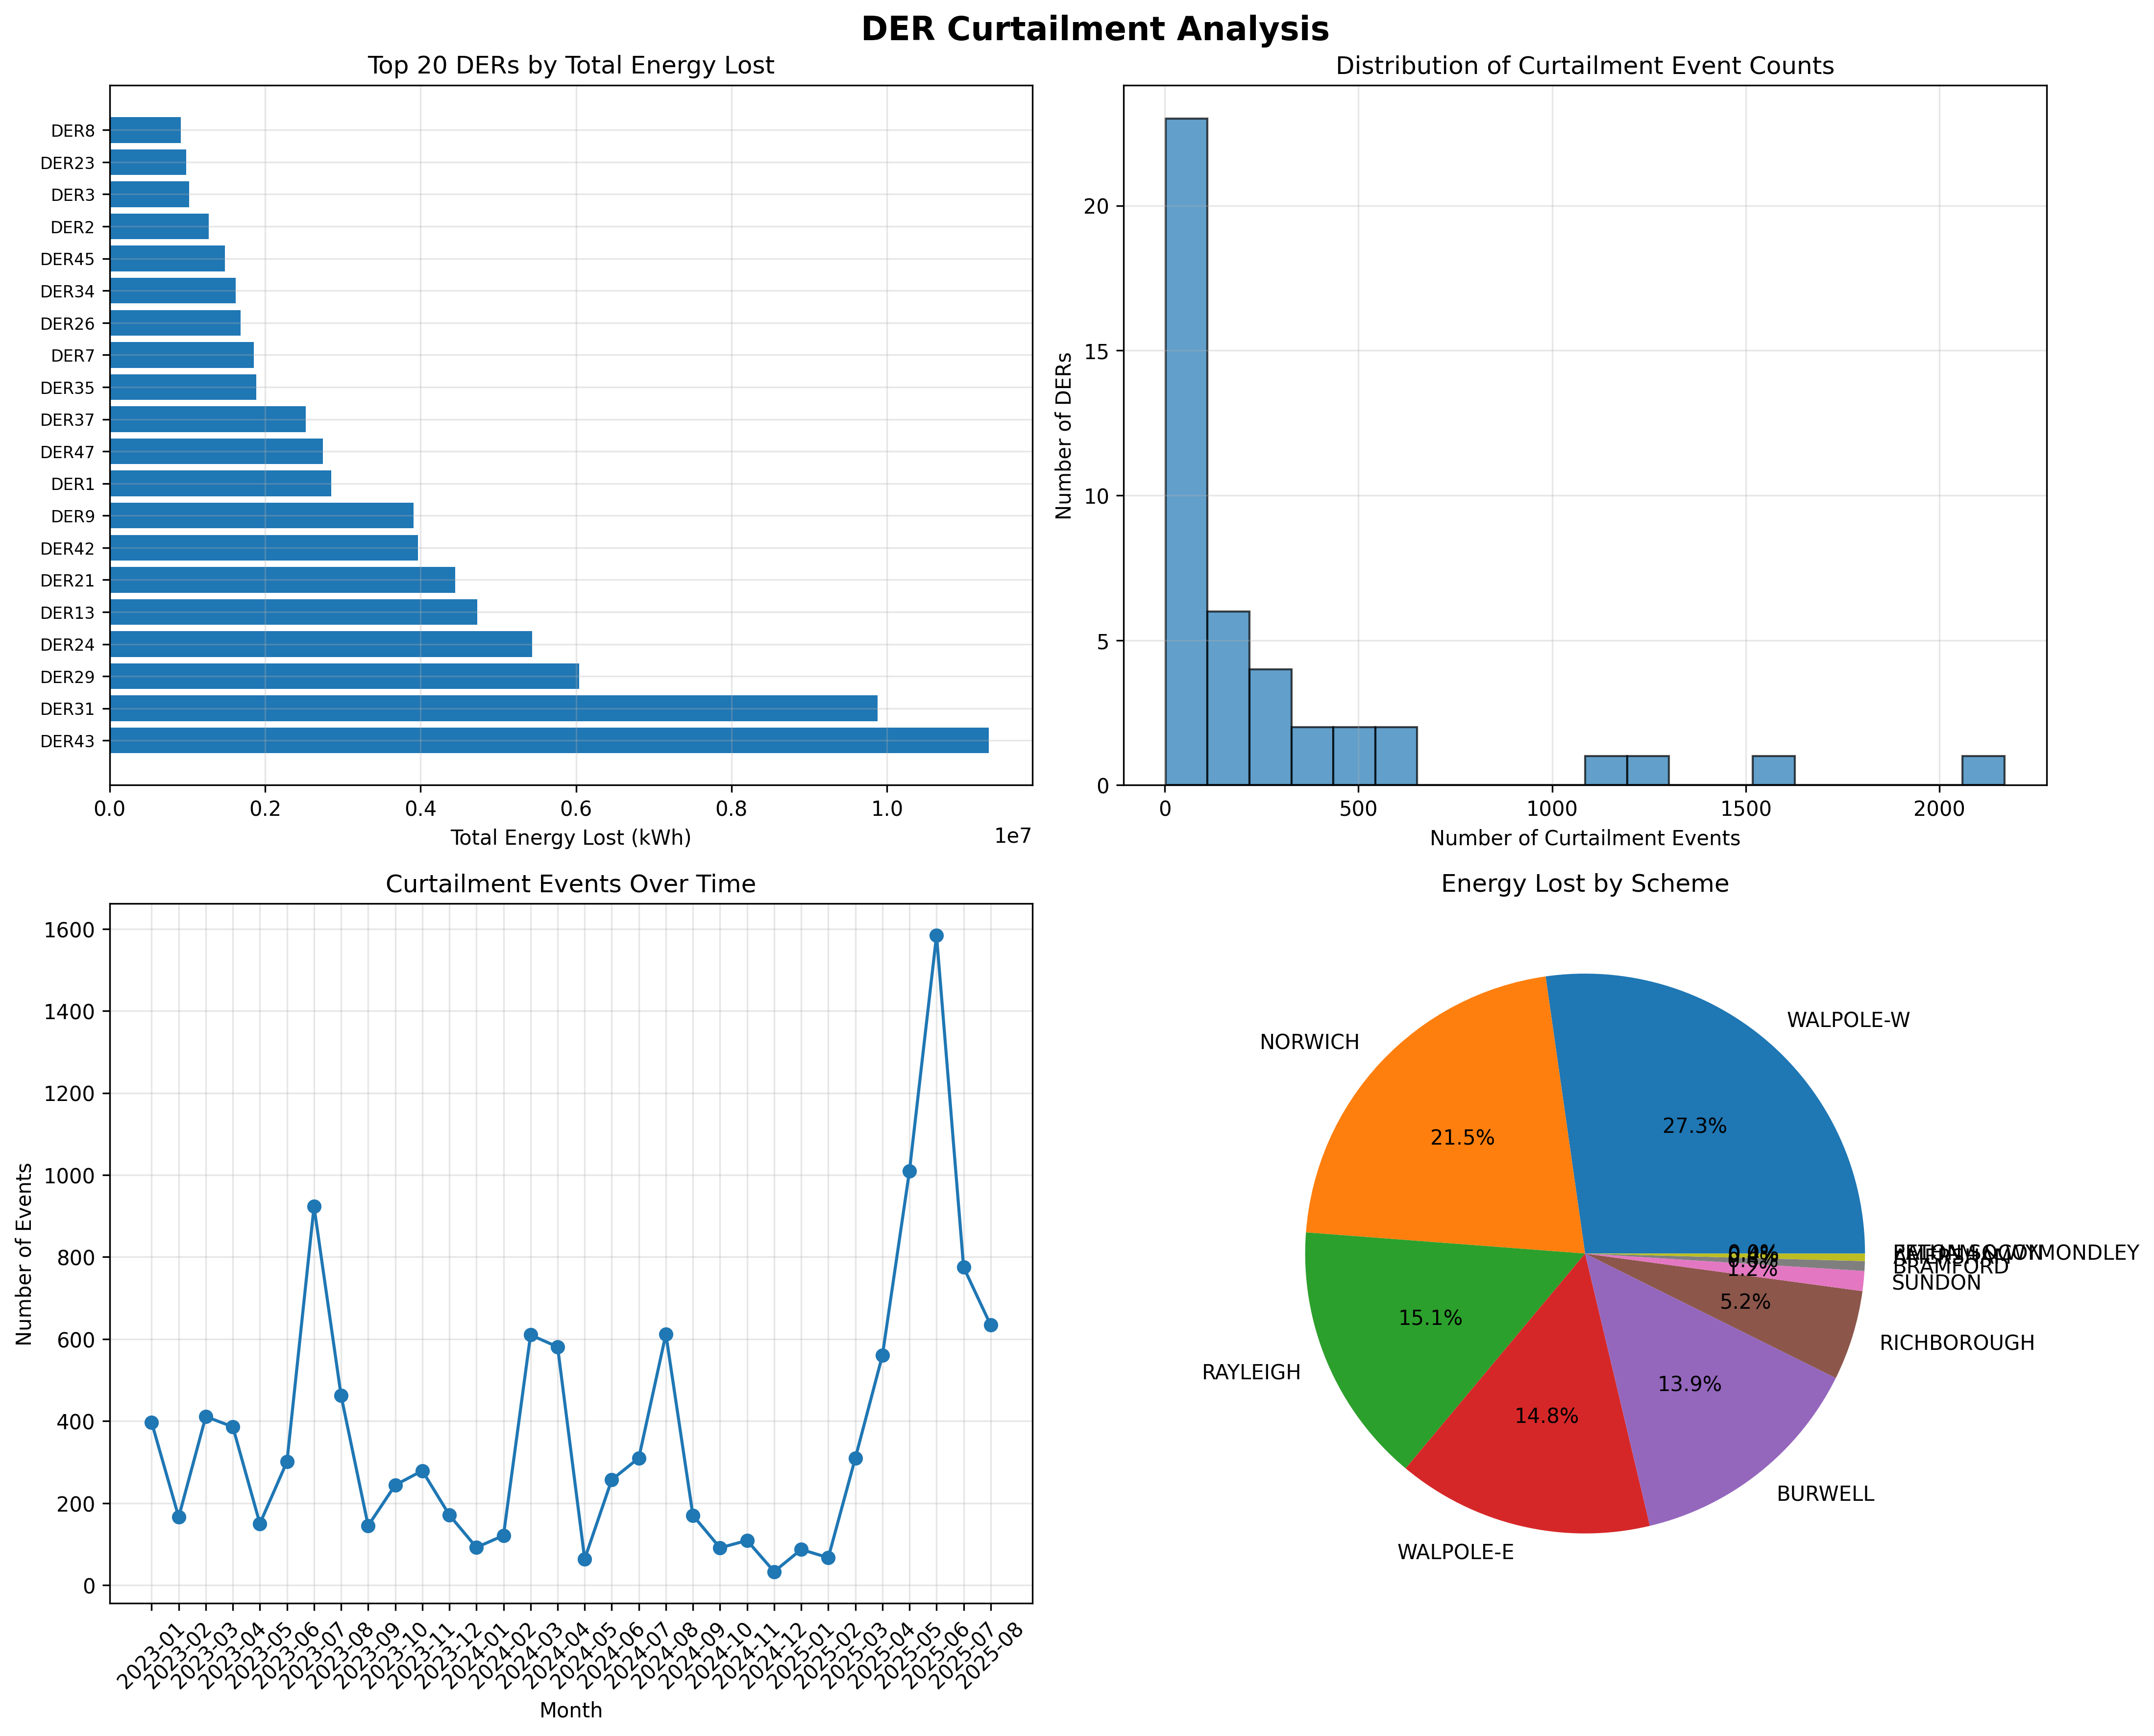 DER Curtailment Analysis
Top 20 DERs by Total Energy Lost
DER8
DER23
DER3
DER2
DER45
DER34
DER26
DER7
DER35
DER37
DER47
DER1
DER9
DER42
DER21
DER13
DER24
DER29
DER31
DER43
0.0 0.2 0.4 0.6 0.8 1.0
1e7
Total Energy Lost (kWh)
Distribution of Curtailment Event Counts
Number of DERs
20
15
10
5
0
0 500 1000 1500 2000
Number of Curtailment Events
Curtailment Events Over Time
Number of Events
1600
1400
1200
1000
800
600
400
200
0
2023-01
2023-02
2023-03
2023-04
2023-05
2023-06
2023-07
2023-08
2023-09
2023-10
2023-11
2023-12
2024-01
2024-02
2024-03
2024-04
2024-05
2024-06
2024-07
2024-08
2024-09
2024-10
2024-11
2024-12
2025-01
2025-02
2025-03
2025-04
2025-05
2025-06
2025-07
2025-08
Month
Energy Lost by Scheme
WALPOLE-W
27.3%
NORWICH
21.5%
RAYLEIGH
15.1%
WALPOLE-E
14.8%
BURWELL
13.9%
RICHBOROUGH
5.2%
SUNDON
1.2%
BRAMFORD